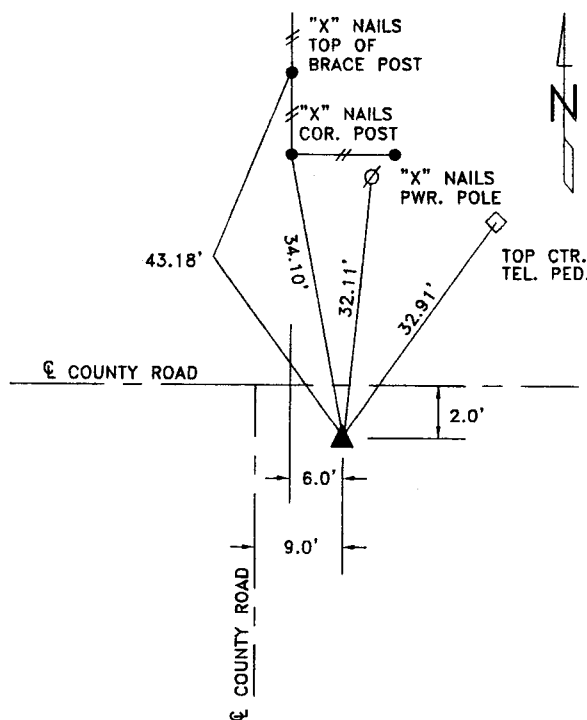 "X" NAILS
TOP OF
BRACE POST
"X" NAILS
COR. POST
N
"X" NAILS
PWR. POLE
TOP CTR.
TEL. PED.
43.18'
34.10'
32.11'
32.91'
℄ COUNTY ROAD
2.0'
6.0'
9.0'
℄ COUNTY ROAD